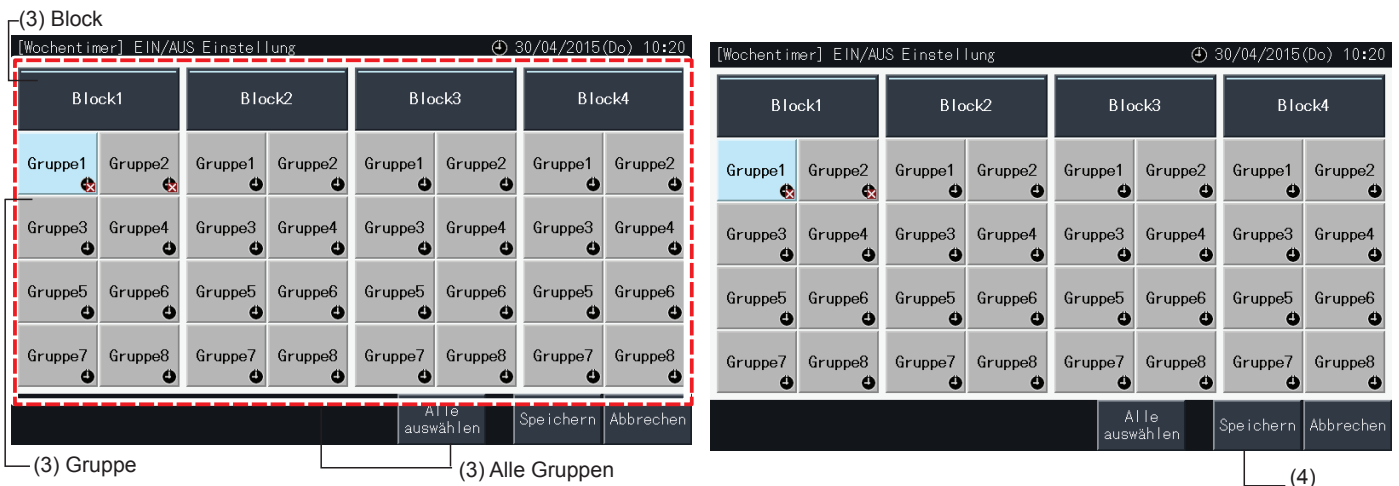 (3) Block
[Wochentimer] EIN/AUS Einstellung 30/04/2015(Do) 10:20
Block1 Block2 Block3 Block4
Gruppe1 Gruppe2 Gruppe1 Gruppe2 Gruppe1 Gruppe2 Gruppe1 Gruppe2
Gruppe3 Gruppe4 Gruppe3 Gruppe4 Gruppe3 Gruppe4 Gruppe3 Gruppe4
Gruppe5 Gruppe6 Gruppe5 Gruppe6 Gruppe5 Gruppe6 Gruppe5 Gruppe6
Gruppe7 Gruppe8 Gruppe7 Gruppe8 Gruppe7 Gruppe8 Gruppe7 Gruppe8
Alle
auswählen
Speichern Abbrechen
(3) Gruppe
(3) Alle Gruppen
[Wochentimer] EIN/AUS Einstellung 30/04/2015(Do) 10:20
Block1 Block2 Block3 Block4
Gruppe1 Gruppe2 Gruppe1 Gruppe2 Gruppe1 Gruppe2 Gruppe1 Gruppe2
Gruppe3 Gruppe4 Gruppe3 Gruppe4 Gruppe3 Gruppe4 Gruppe3 Gruppe4
Gruppe5 Gruppe6 Gruppe5 Gruppe6 Gruppe5 Gruppe6 Gruppe5 Gruppe6
Gruppe7 Gruppe8 Gruppe7 Gruppe8 Gruppe7 Gruppe8 Gruppe7 Gruppe8
Alle
auswählen
Speichern Abbrechen
(4)